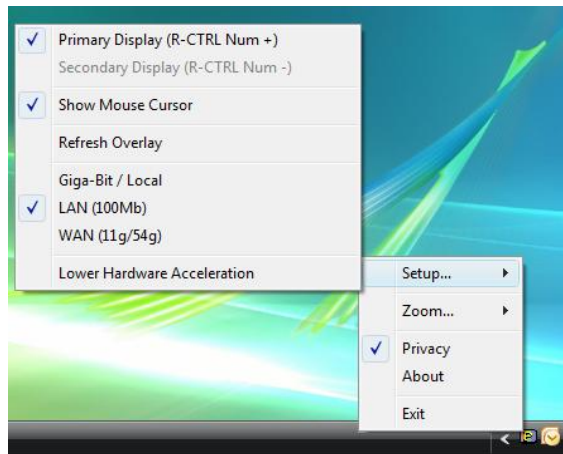 Primary Display (R-CTRL Num +)
Secondary Display (R-CTRL Num -)
Show Mouse Cursor
Refresh Overlay
Giga-Bit / Local
LAN (100Mb)
WAN (11g/54g)
Lower Hardware Acceleration
Setup...
Zoom...
Privacy
About
Exit